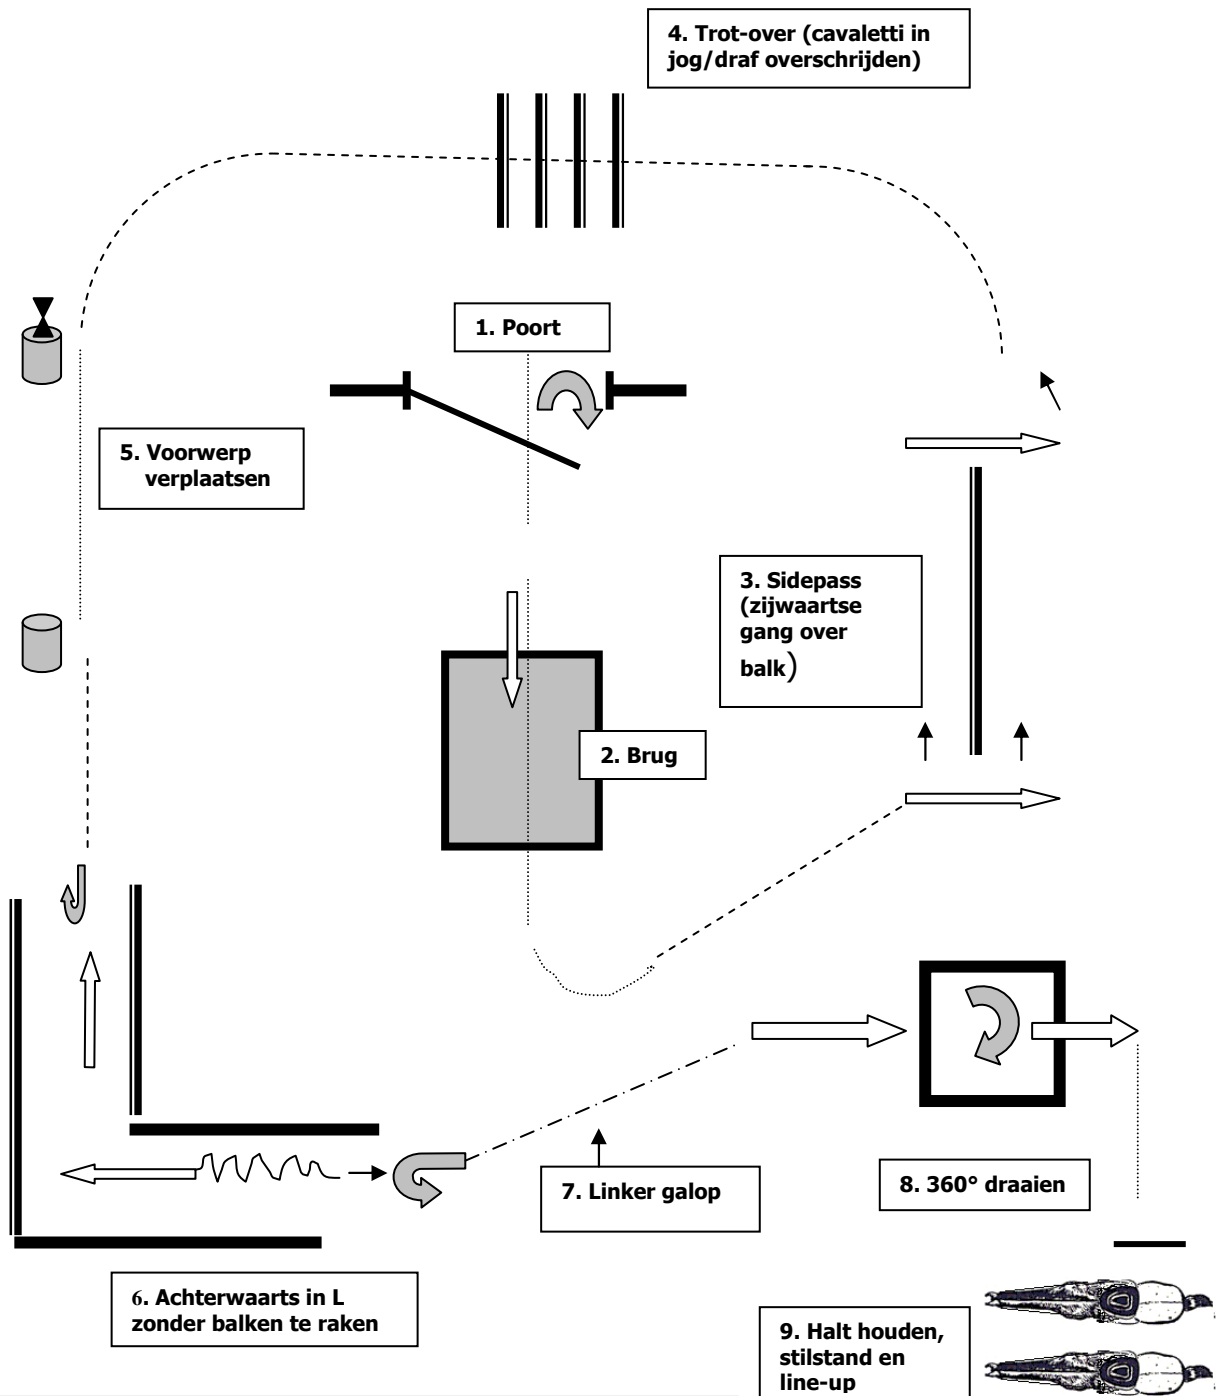 4. Trot-over (cavaletti in
jog/draf overschrijden)
1. Poort
5. Voorwerp
verplaatsen
3. Sidepass
(zijwaartse
gang over
balk)
2. Brug
7. Linker galop
8. 360° draaien
6. Achterwaarts in L
zonder balken te raken
9. Halt houden,
stilstand en
line-up